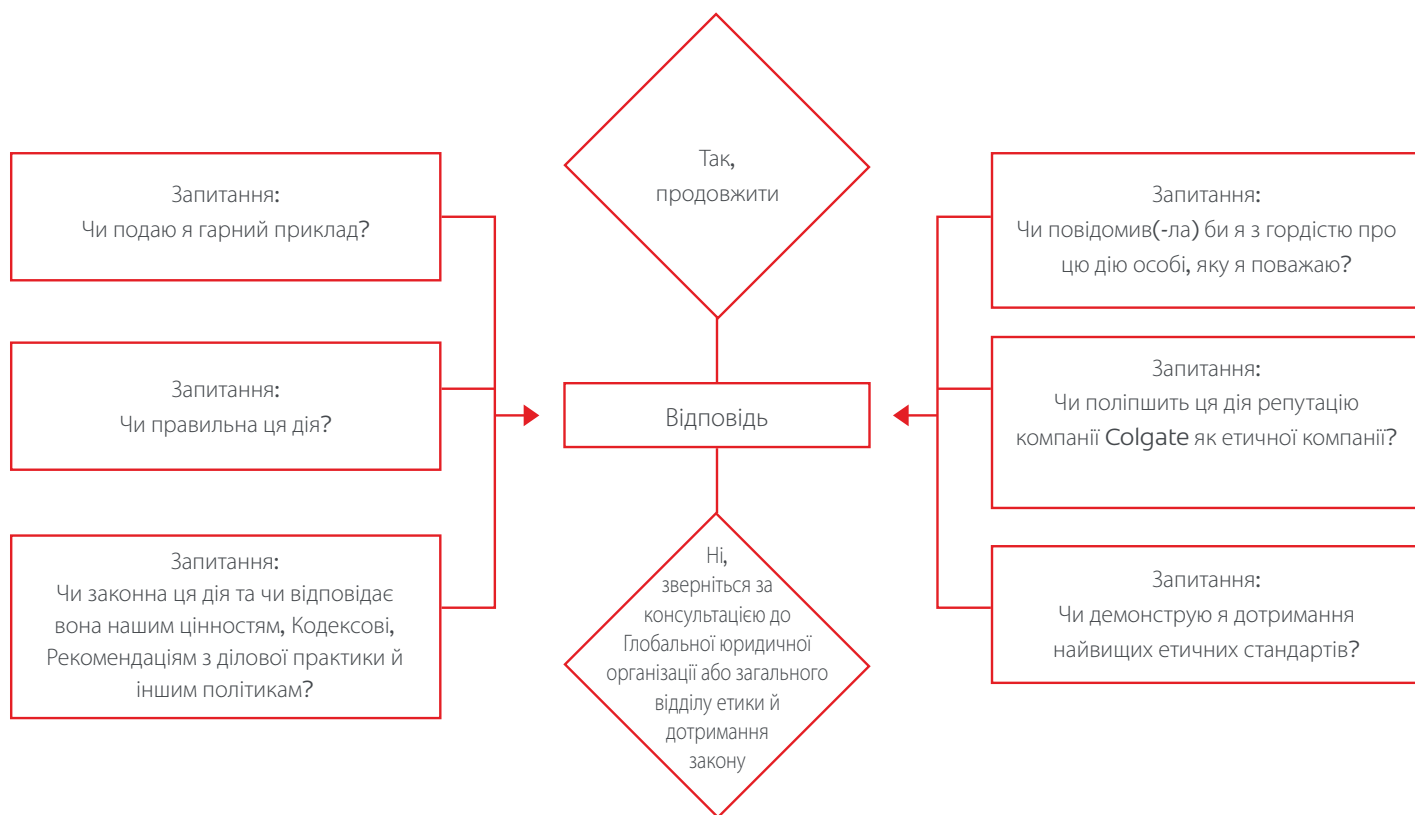 Так,
продовжити
Запитання:
Чи подаю я гарний приклад?
Запитання:
Чи правильна ця дія?
Запитання:
Чи законна ця дія та чи відповідає
вона нашим цінностям, Кодексові,
Рекомендаціям з ділової практики й
іншим політикам?
Відповідь
Ні,
зверніться за
консультацією до
Глобальної юридичної
організації або загального
відділу етики й
дотримання
закону
Запитання:
Чи повідомив(-ла) би я з гордістю про
цю дію особі, яку я поважаю?
Запитання:
Чи поліпшить ця дія репутацію
компанії Colgate як етичної компанії?
Запитання:
Чи демонструю я дотримання
найвищих етичних стандартів?